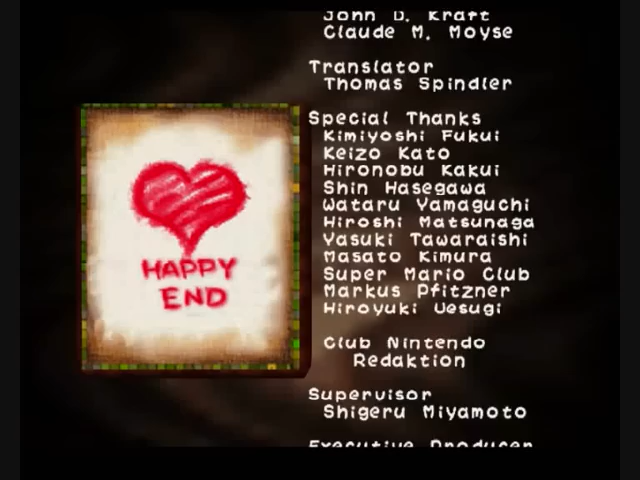 John D. Kraft
Claude M. Moyse
Translator
Thomas Spindler
Special Thanks
Kimiyoshi Fukui
Keizo Kato
Hironobu Kakui
Shin Hasegawa
Wataru Yamaguchi
Hiroshi Matsunaga
Yasuki Tawaraishi
Masato Kimura
Super Mario Club
Markus Pfitzner
Hiroyuki Uesugi
Club Nintendo
Redaktion
Supervisor
Shigeru Miyamoto
Executive Producer
HAPPY
END